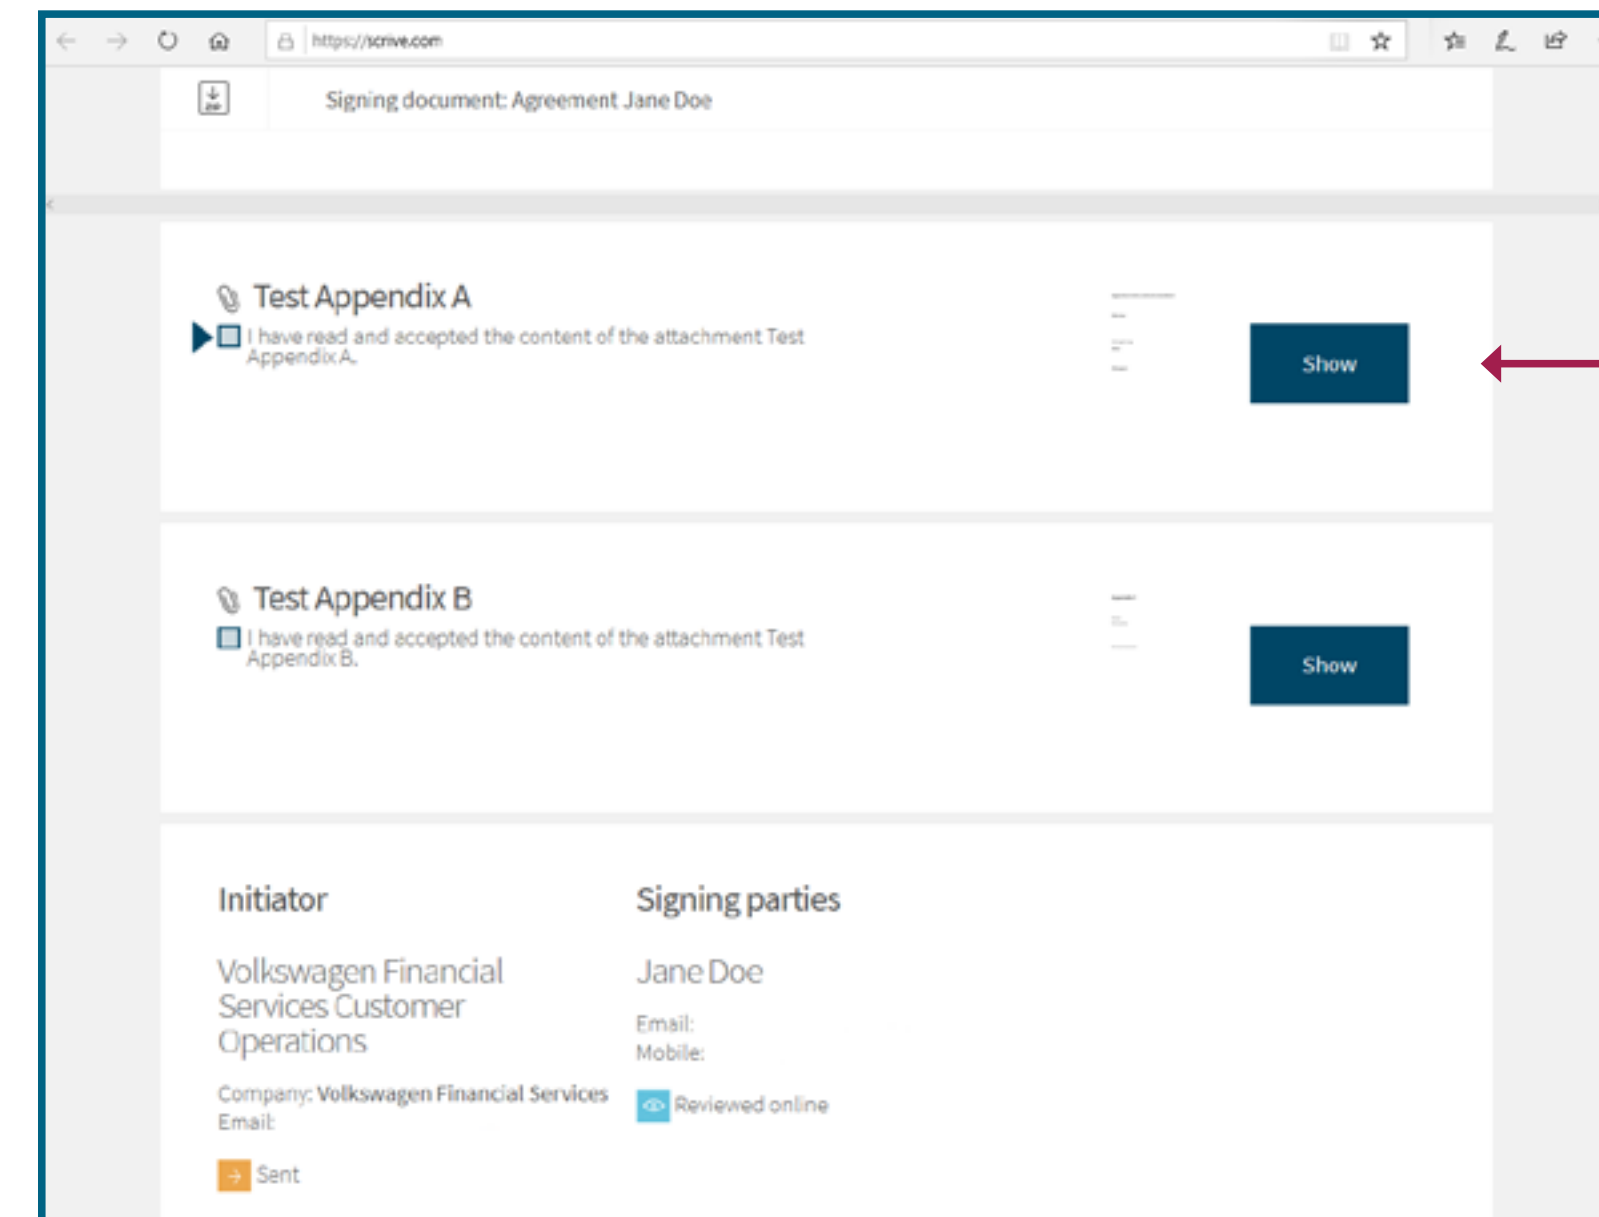 https://scrive.com
Signing document: Agreement Jane Doe
Test Appendix A
I have read and accepted the content of the attachment Test
Appendix A.
Show
Test Appendix B
I have read and accepted the content of the attachment Test
Appendix B.
Show
Initiator
Volkswagen Financial
Services Customer
Operations
Company: Volkswagen Financial Services
Email:
Sent
Signing parties
Jane Doe
Email:
Mobile:
Reviewed online